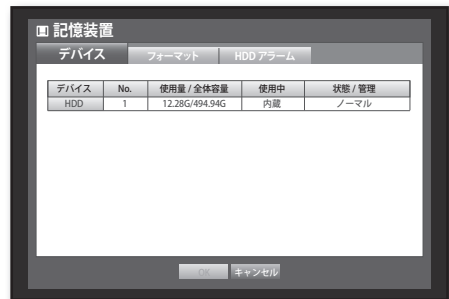 記憶装置
デバイス フォーマット HDD アラーム
デバイス No. 使用量 / 全体容量 使用中 状態 / 管理
HDD 1 12.28G/494.94G 内蔵 ノーマル
OK キャンセル